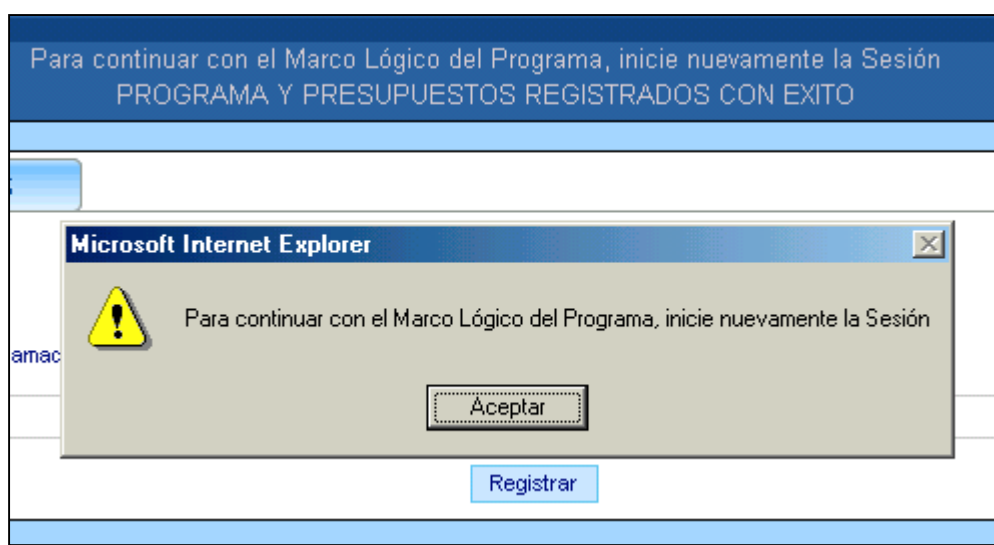 Para continuar con el Marco Lógico del Programa, inicie nuevamente la Sesión
PROGRAMA Y PRESUPUESTOS REGISTRADOS CON EXITO
Microsoft Internet Explorer
Para continuar con el Marco Lógico del Programa, inicie nuevamente la Sesión
amac
Aceptar
Registrar